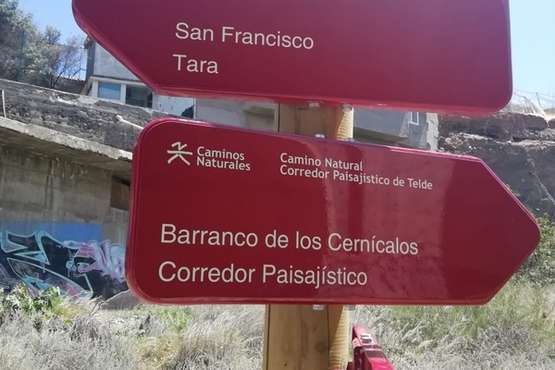 San Francisco
Tara
Caminos
Naturales
Camino Natural
Corredor Paisajístico de Telde
Barranco de los Cernícalos
Corredor Paisajístico